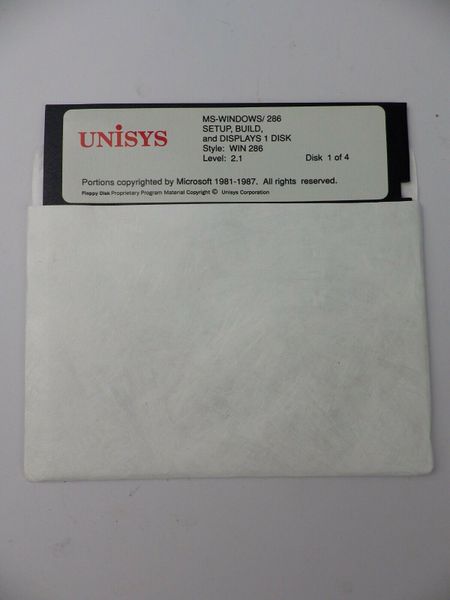 UNiSYS
MS-WINDOWS/ 286
SETUP, BUILD,
and DISPLAYS 1 DISK
Style: WIN 286
Level: 2.1 Disk 1 of 4
Portions copyrighted by Microsoft 1981-1987. All rights reserved.
Floppy Disk Proprietary Program Material Copyright © Unisys Corporation